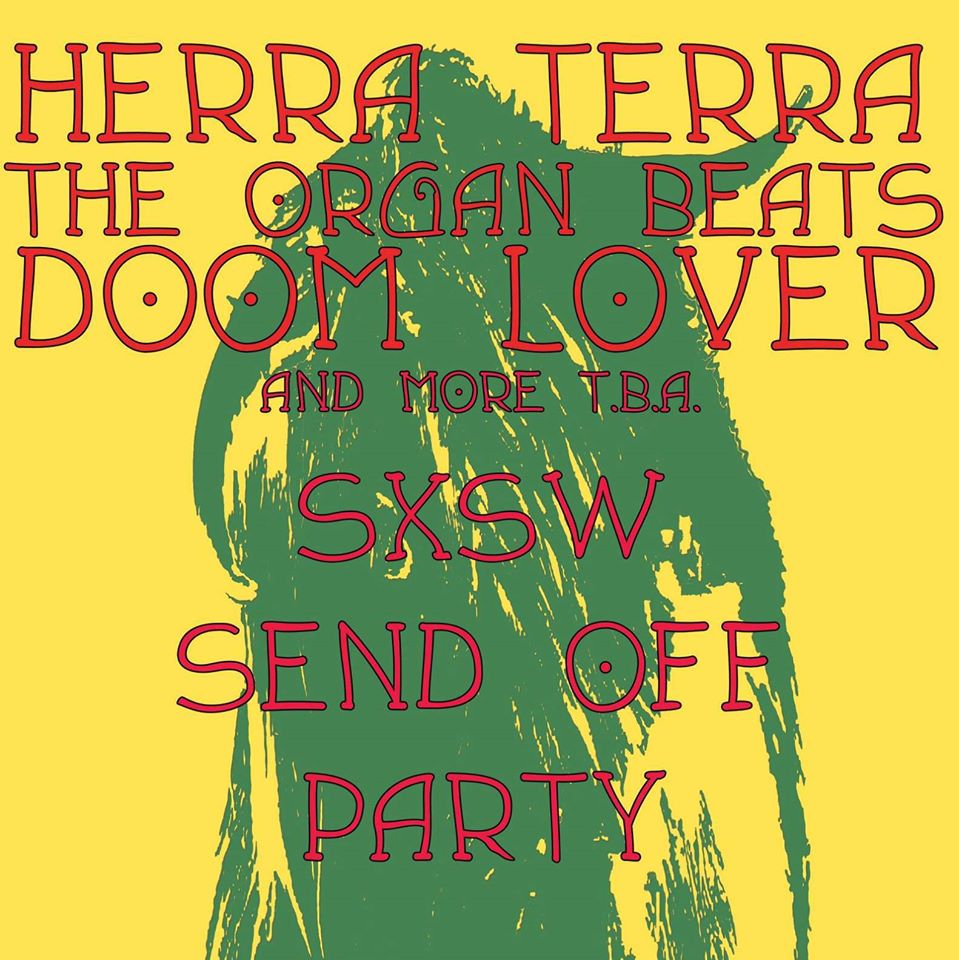 HERRA TERRA
THE ORGAN BEATS
DOOM LOVER
AND MORE T.B.A.
SXSW
SEND OFF
PARTY